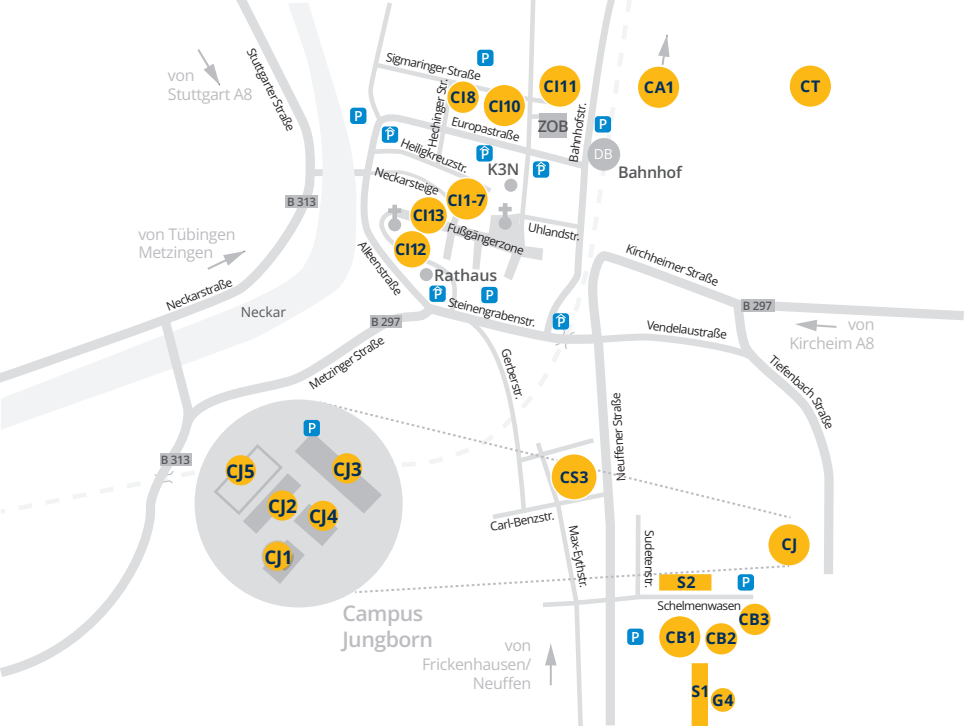 von
Stuttgart A8
Stuttgarter Straße
Sigmaringer Straße
P
CI8
CI10
CI11
CA1
CT
Hechinger Str.
P
P
Europastraße
ZOB
Bahnhofstr.
P
DB
Bahnhof
Heiligkreuzstr.
P
P
K3N
Neckarsteige
CI1-7
CI13
B 313
von Tübingen
Metzingen
CI12
Fußgängerzone
Uhlandstr.
Alleenstraße
Rathaus
Kirchheimer Straße
Neckarstraße
Neckar
P
P
Steinengrabenstr.
P
B 297
B 297
Vendelaustraße
von
Kircheim A8
Metzinger Straße
Gerberstr.
Tiefenbach Straße
Neuffener Straße
P
B 313
CJ5
CJ3
CJ2
CJ4
CJ1
CS3
Carl-Benzstr.
Max-Eythstr.
Sudetenstr.
CJ
S2
P
Schelmenwasen
Campus
Jungborn
P
CB1
CB2
CB3
von
Frickenhausen/
Neuffen
S1
G4